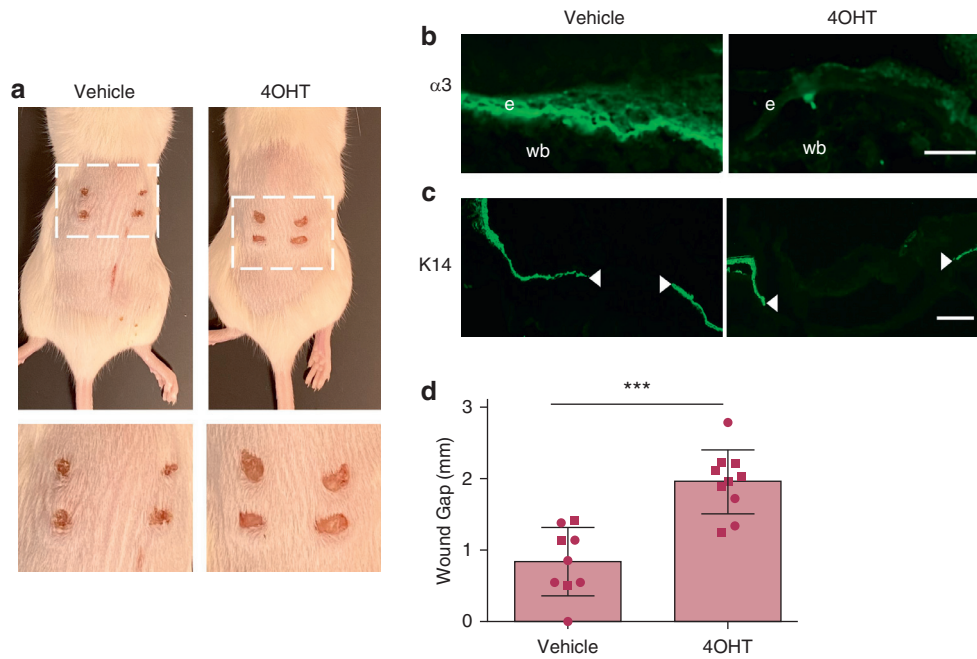 a
Vehicle
4OHT
b
Vehicle
4OHT
α3
e
wb
e
wb
c
K14
d
***
Wound Gap (mm)
3
2
1
0
Vehicle
4OHT